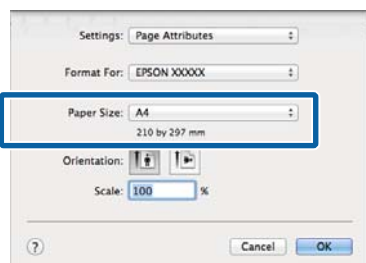 Settings: Page Attributes
Format For: EPSON XXXXX
Paper Size: A4
210 by 297 mm
Orientation:
Scale: 100 %
? Cancel OK